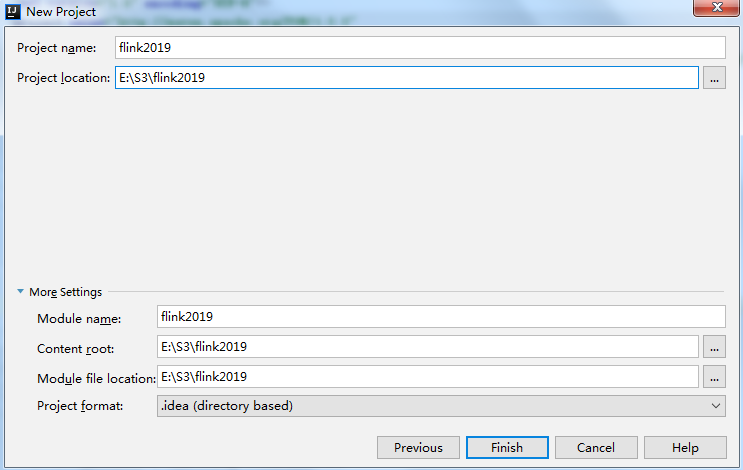 New Project
Project name: flink2019
Project location: E:\S3\flink2019 ...
More Settings
Module name: flink2019
Content root: E:\S3\flink2019 ...
Module file location: E:\S3\flink2019 ...
Project format: .idea (directory based)
Previous Finish Cancel Help